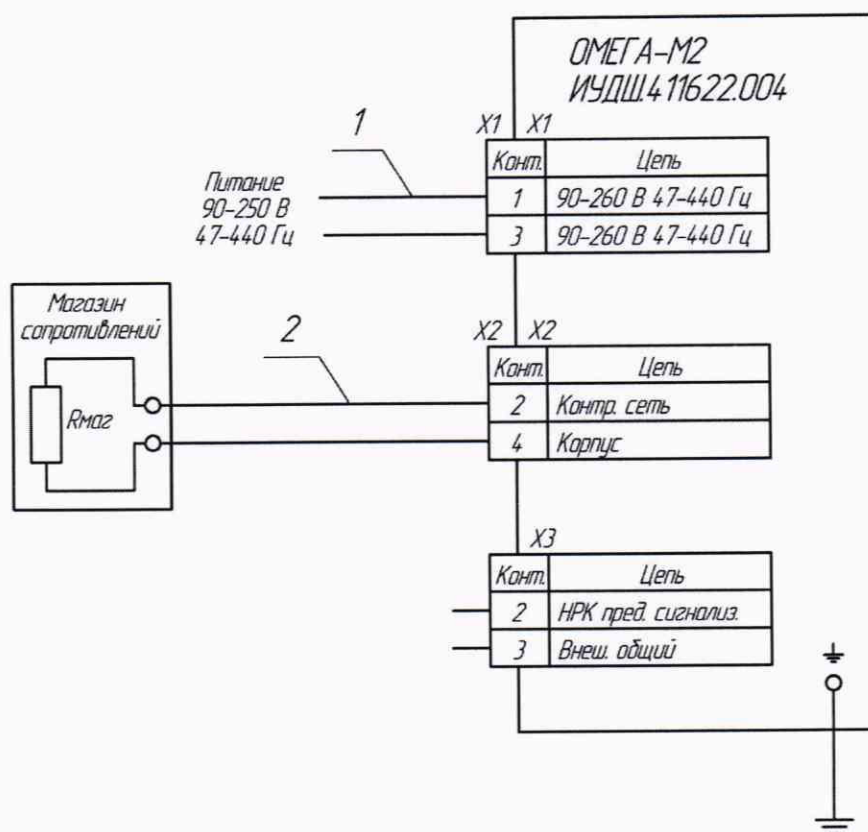 ОМЕГА-М2
ИУДШ.411622.004
1
X1 X1
Конт. Цепь
Питание
90-250 В
47-440 Гц
1 90-260 В 47-440 Гц
3 90-260 В 47-440 Гц
Магазин
сопротивлений
Rмаг
2
X2 X2
Конт. Цепь
2 Контр. сеть
4 Корпус
X3
Конт. Цепь
2 НРК пред. сигнализ.
3 Внеш. общий